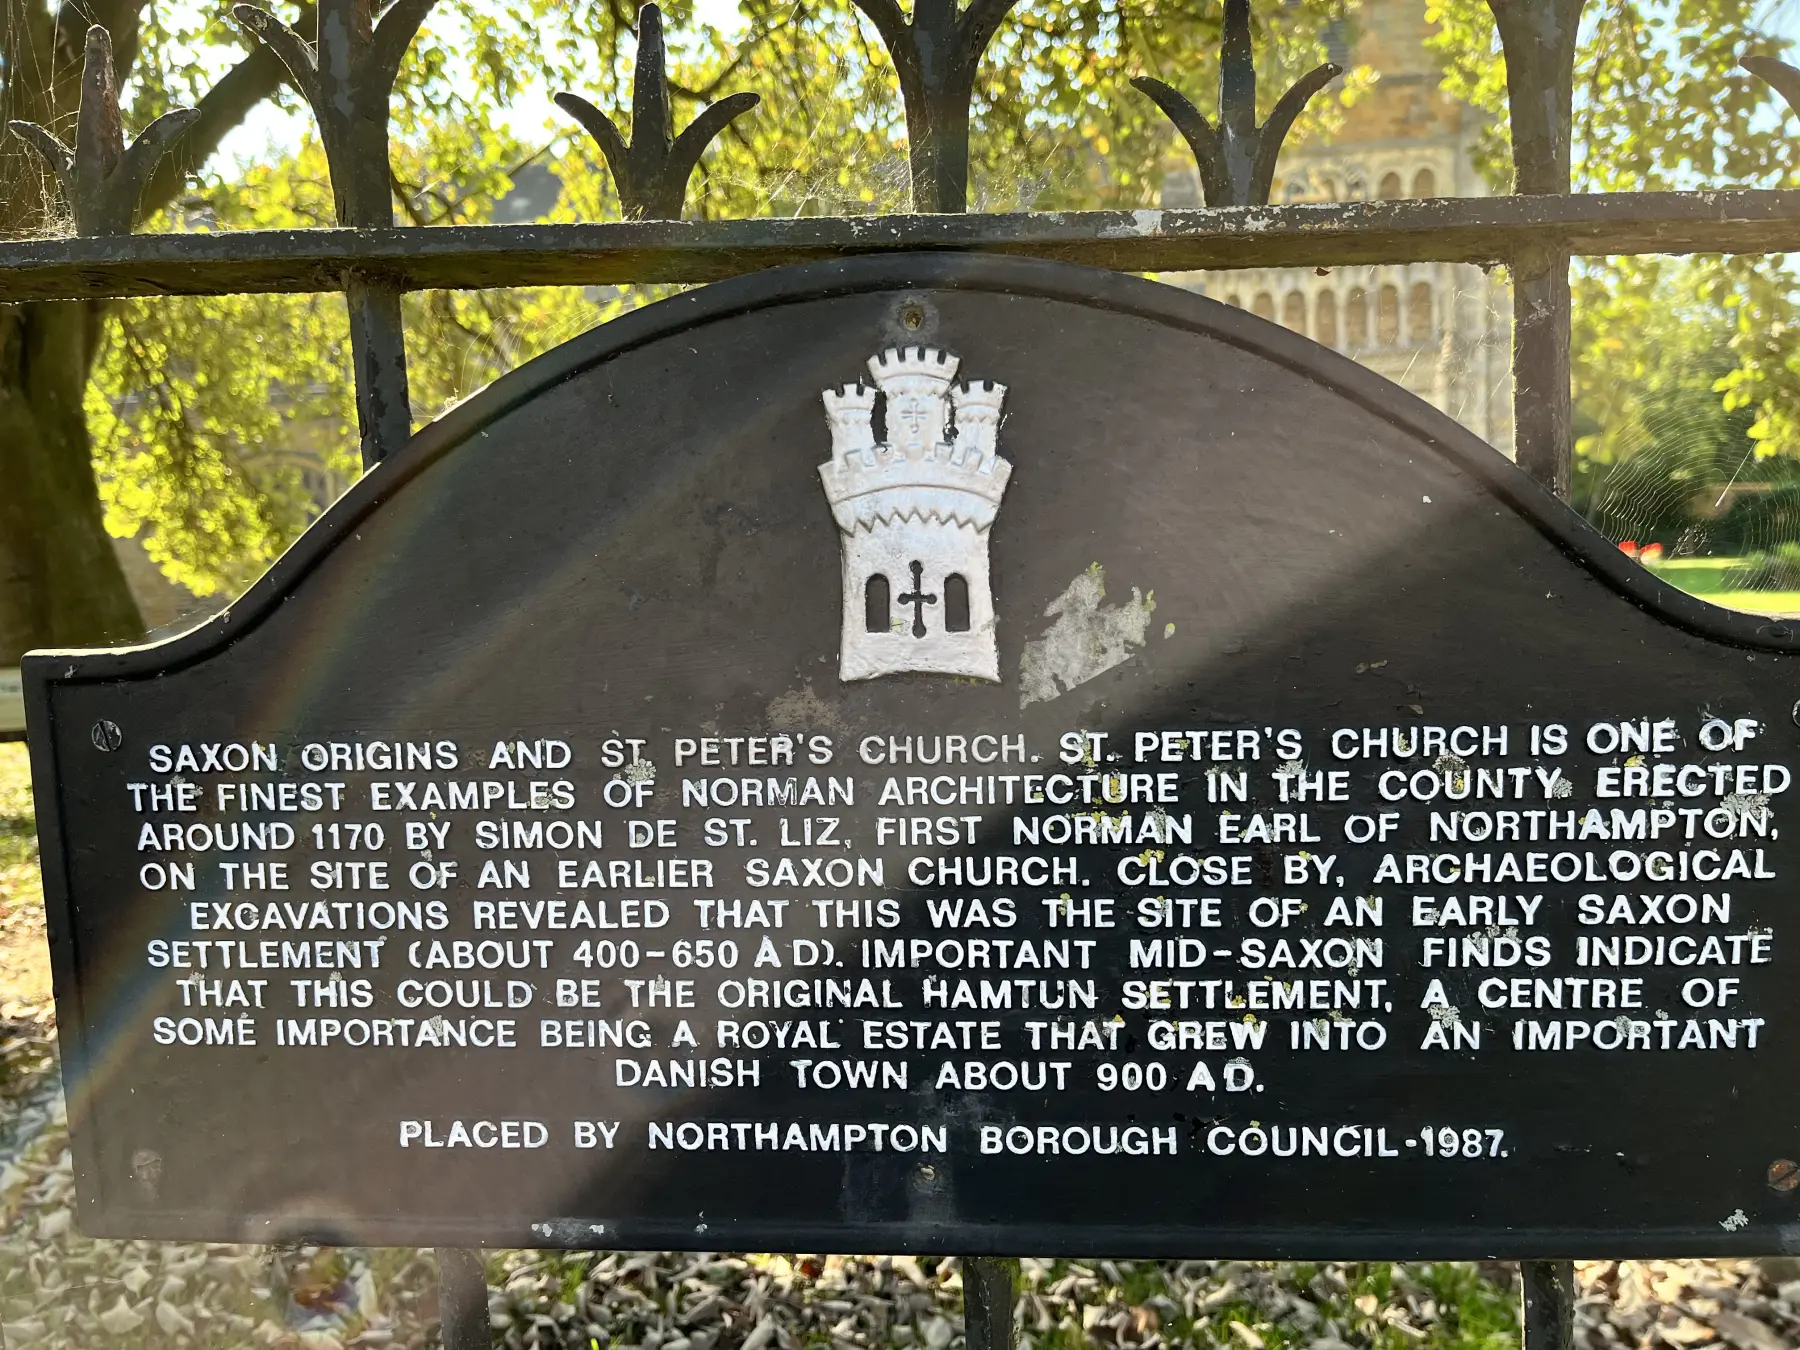 SAXON ORIGINS AND ST PETER'S CHURCH. ST. PETER'S CHURCH IS ONE OF
THE FINEST EXAMPLES OF NORMAN ARCHITECTURE IN THE COUNTY. ERECTED
AROUND 1170 BY SIMON DE ST. LIZ, FIRST NORMAN EARL OF NORTHAMPTON,
ON THE SITE OF AN EARLIER SAXON CHURCH. CLOSE BY, ARCHAEOLOGICAL
EXCAVATIONS REVEALED THAT THIS WAS THE SITE OF AN EARLY SAXON
SETTLEMENT (ABOUT 400-650 A D). IMPORTANT MID-SAXON FINDS INDICATE
THAT THIS COULD BE THE ORIGINAL HAMTUN SETTLEMENT, A CENTRE OF
SOME IMPORTANCE BEING A ROYAL ESTATE THAT GREW INTO AN IMPORTANT
DANISH TOWN ABOUT 900 A D.
PLACED BY NORTHAMPTON BOROUGH COUNCIL-1987.